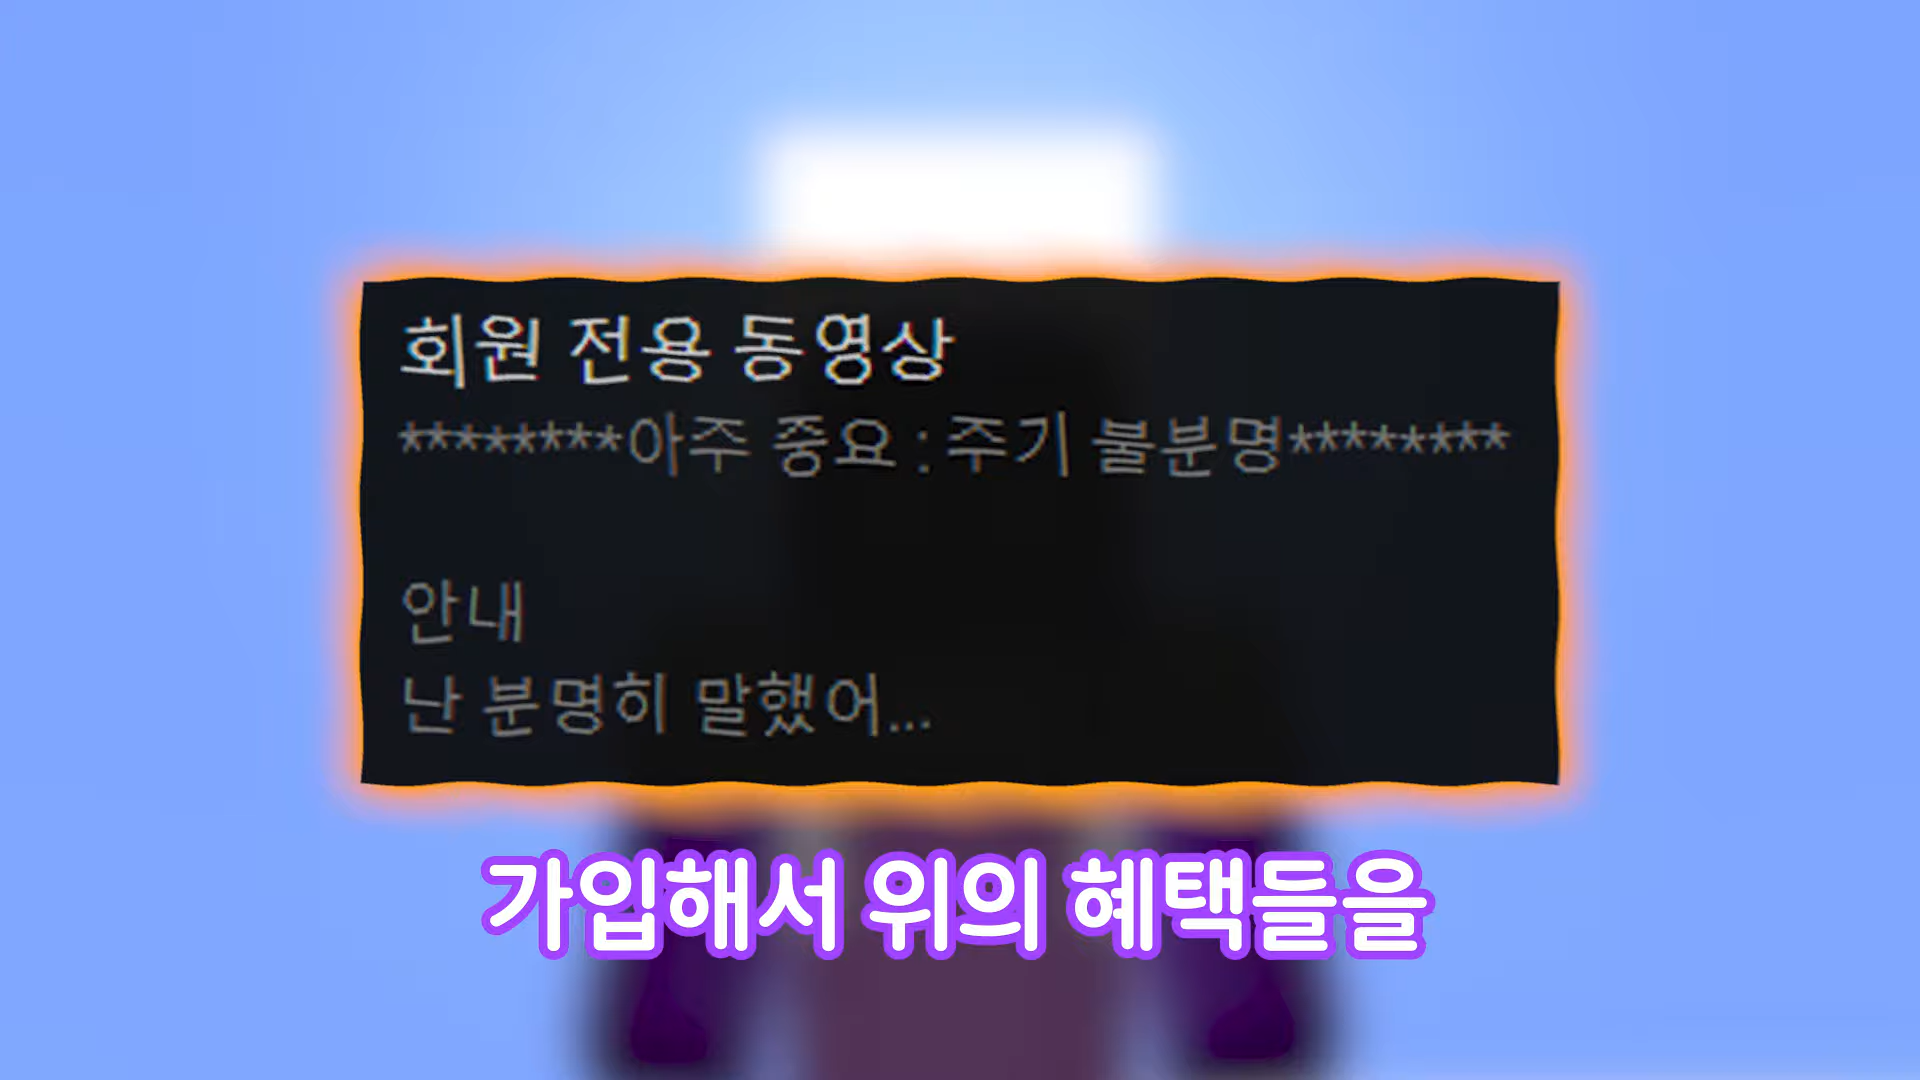 회원 전용 동영상
********아주 중요 : 주기 불분명********
안내
난 분명히 말했어...
가입해서 위의 혜택들을